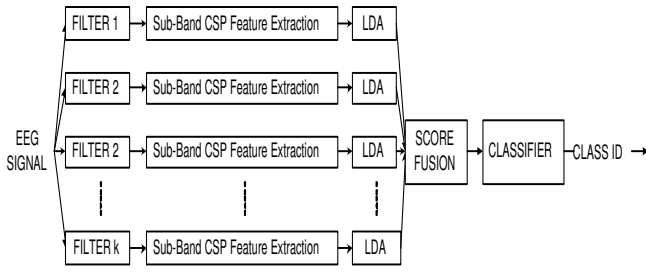 FILTER 1 Sub-Band CSP Feature Extraction LDA
FILTER 2 Sub-Band CSP Feature Extraction LDA
EEG SIGNAL
FILTER 2 Sub-Band CSP Feature Extraction LDA
SCORE FUSION
CLASSIFIER
CLASS ID
FILTER k Sub-Band CSP Feature Extraction LDA